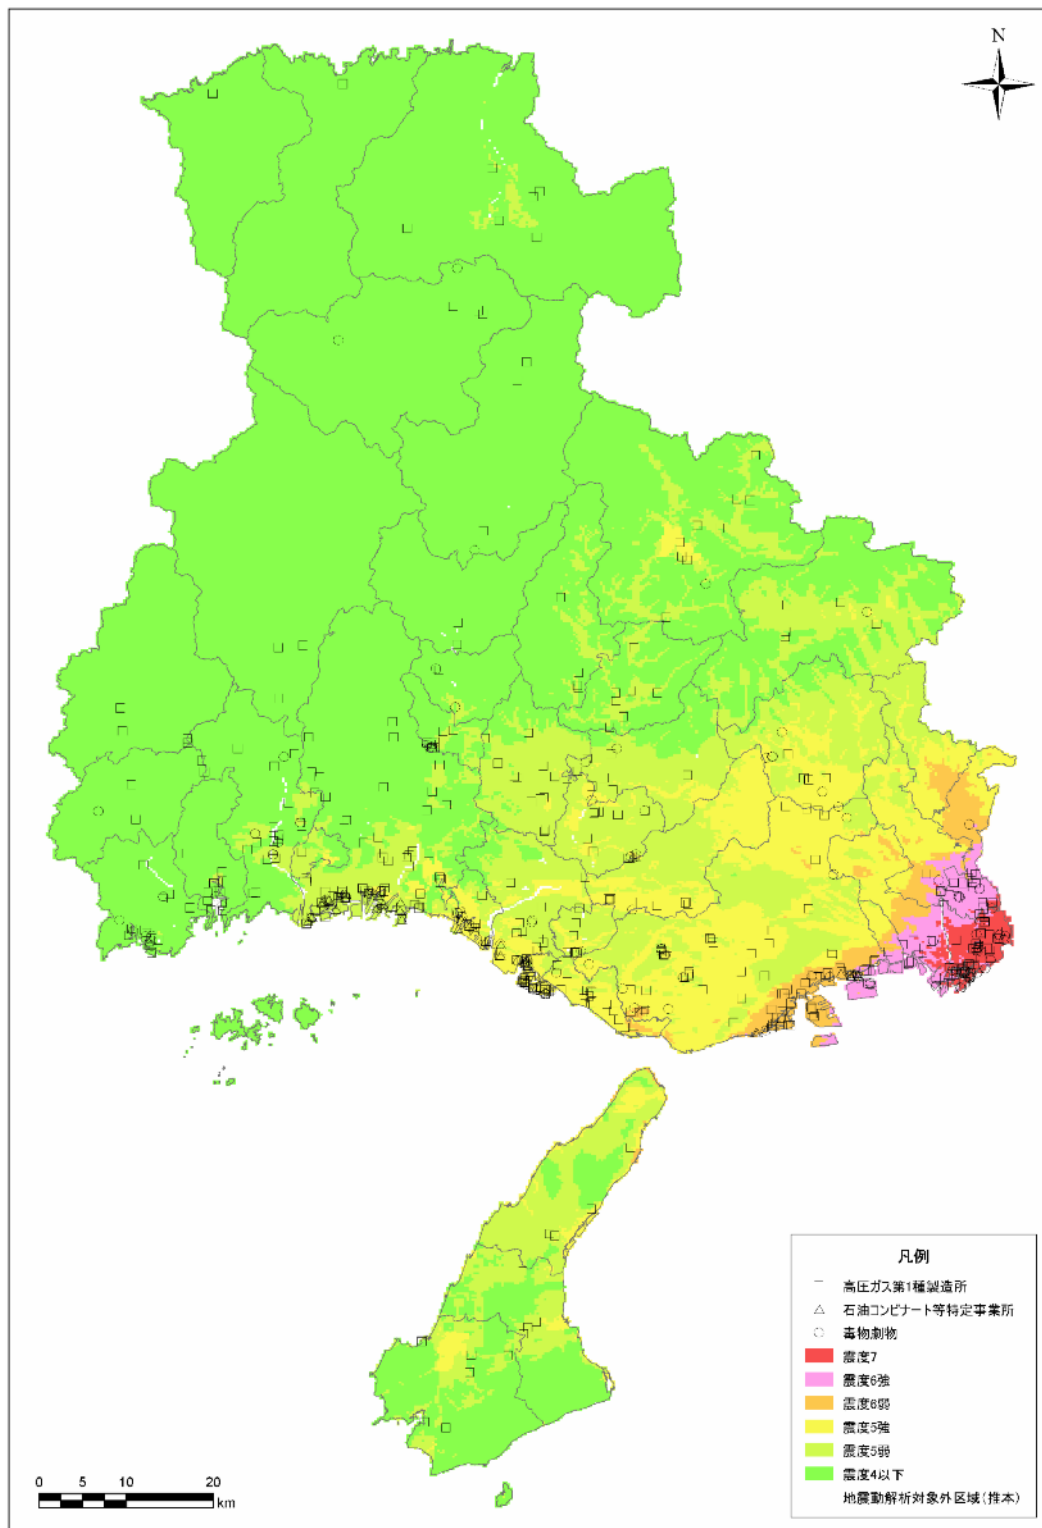 N
凡例
高圧ガス第1種製造所
石油コンビナート等特定事業所
毒物劇物
震度7
震度6強
震度6弱
震度5強
震度5弱
震度4以下
地震動解析対象外区域(推本)
0 5 10 20
km